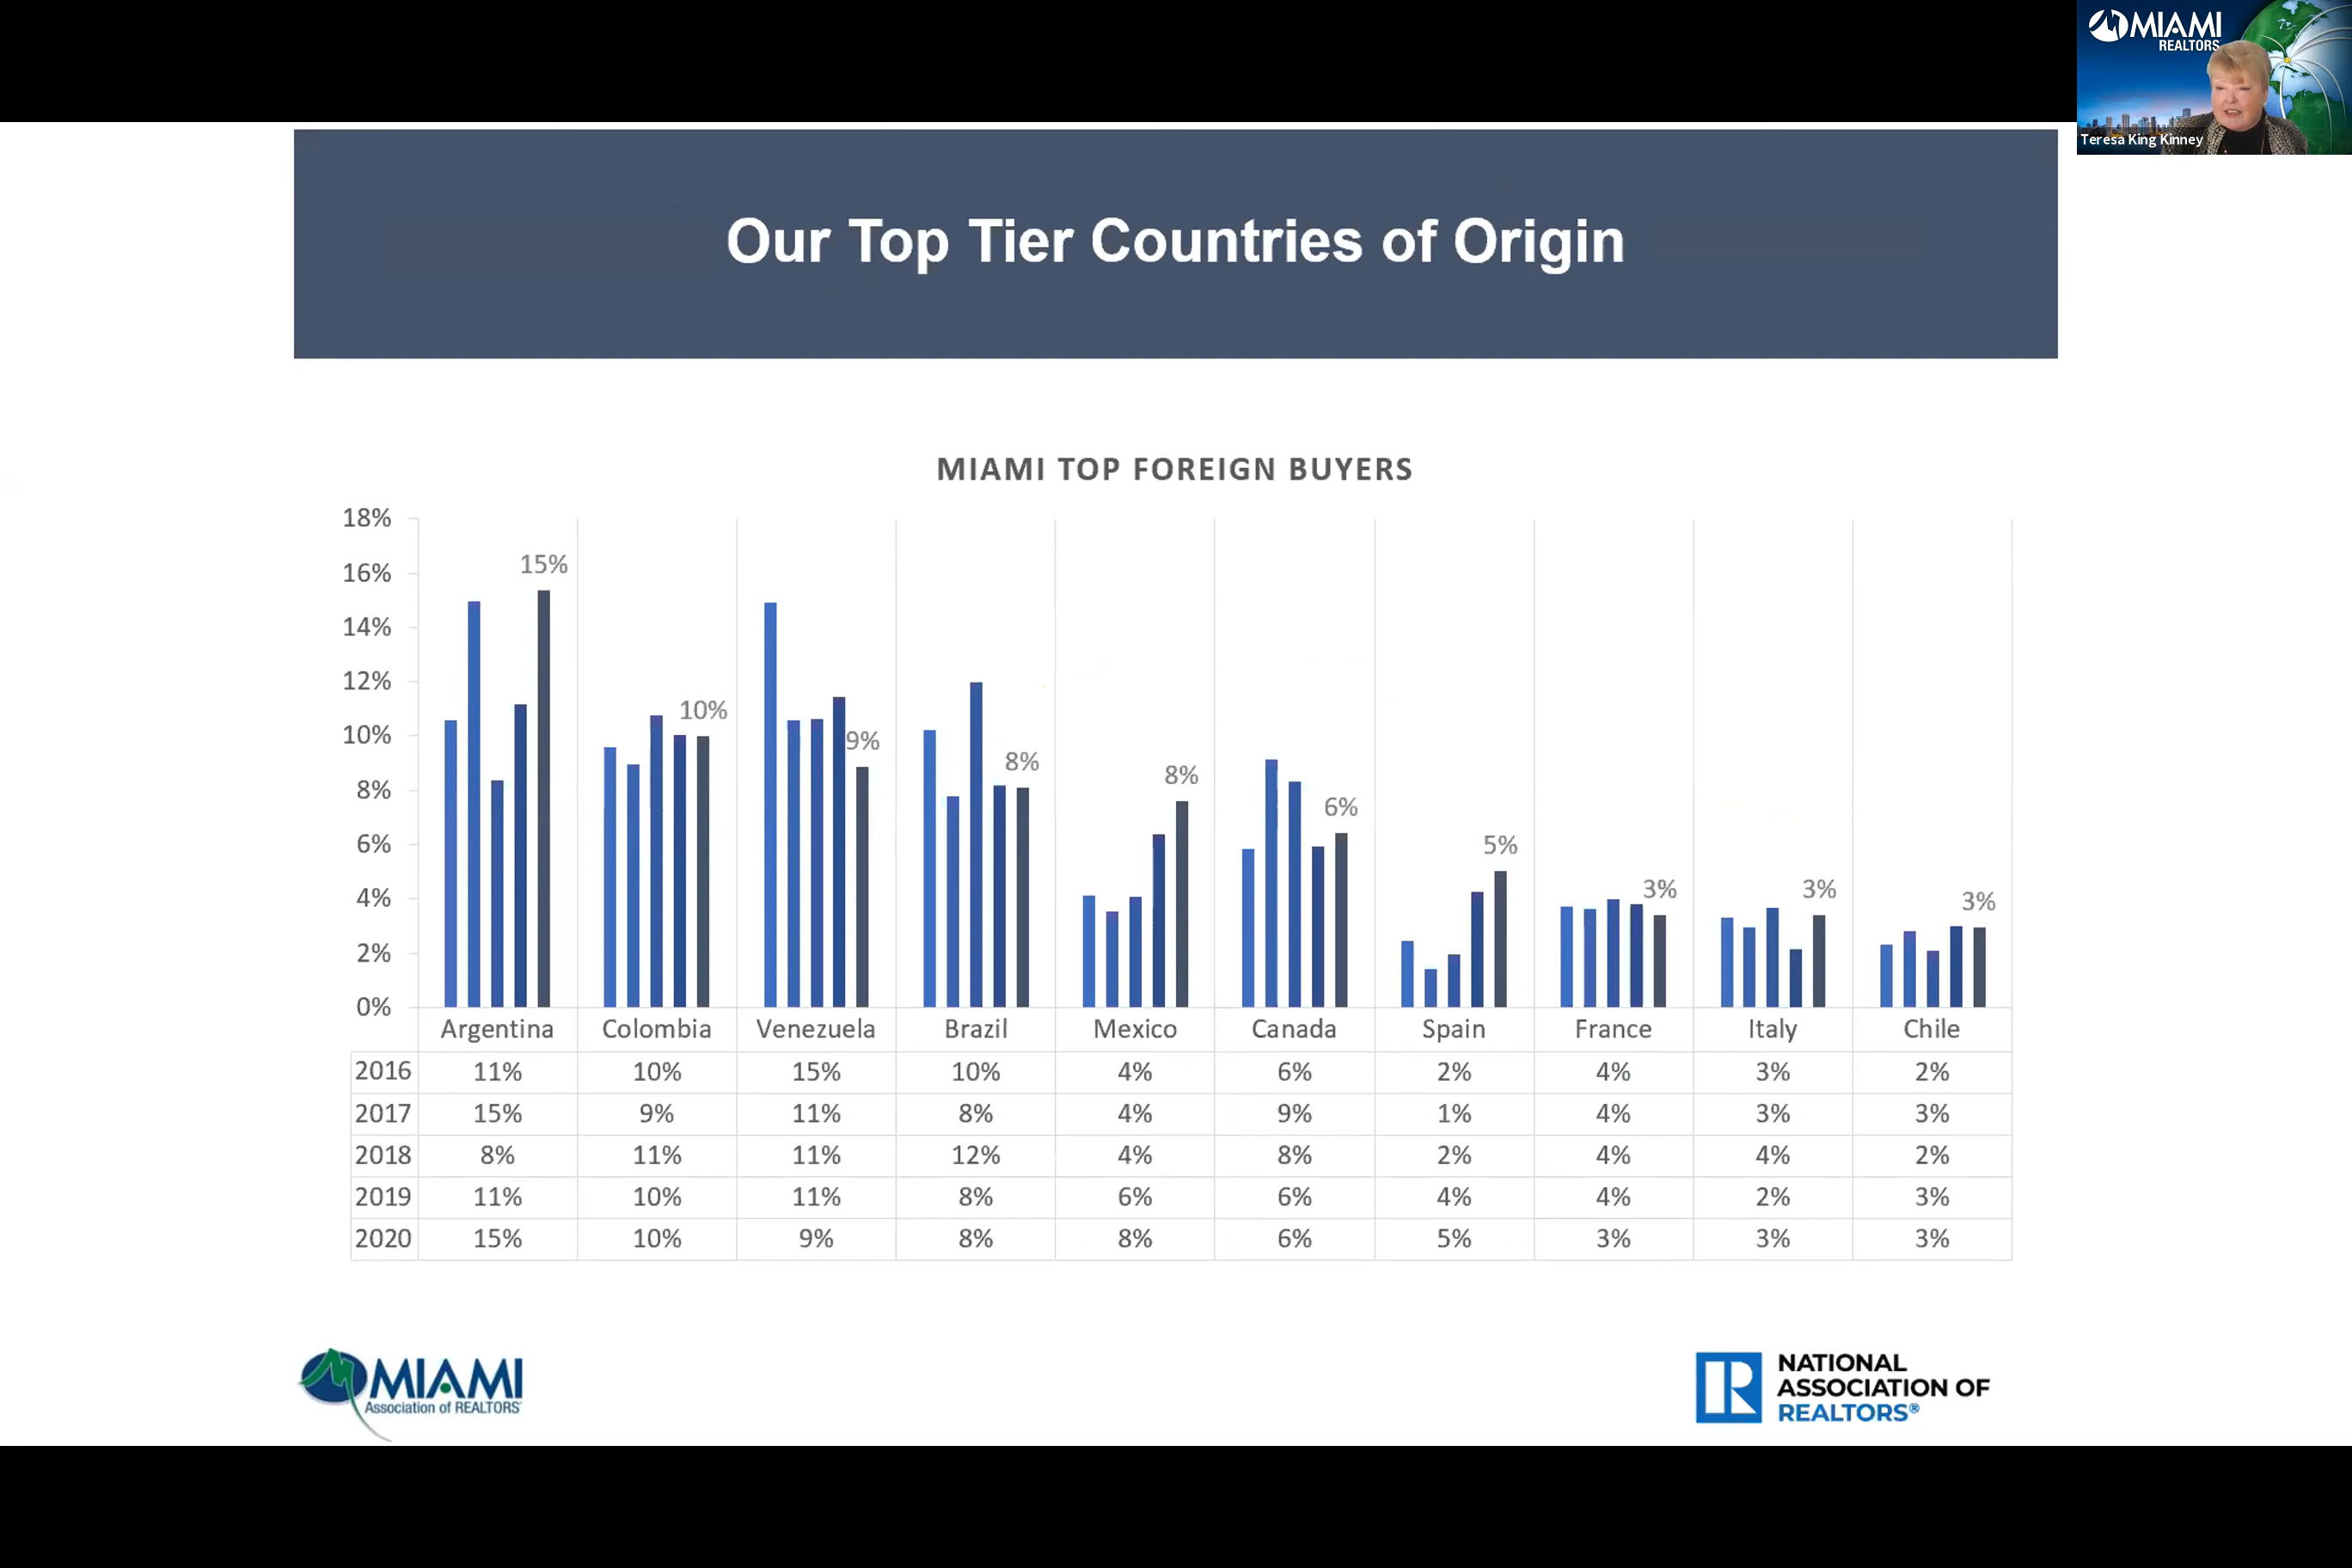 MIAMI
REALTORS
Teresa King Kinney
Our Top Tier Countries of Origin
MIAMI TOP FOREIGN BUYERS
18%
16%
14%
12%
10%
8%
6%
4%
2%
0%
15%
10%
9%
8%
8%
6%
5%
3%
3%
3%
Argentina Colombia Venezuela Brazil Mexico Canada Spain France Italy Chile
2016 11% 10% 15% 10% 4% 6% 2% 4% 3% 2%
2017 15% 9% 11% 8% 4% 9% 1% 4% 3% 3%
2018 8% 11% 11% 12% 4% 8% 2% 4% 4% 2%
2019 11% 10% 11% 8% 6% 6% 4% 4% 2% 3%
2020 15% 10% 9% 8% 8% 6% 5% 3% 3% 3%
MIAMI
Association of REALTORS®
NATIONAL
ASSOCIATION OF
REALTORS®